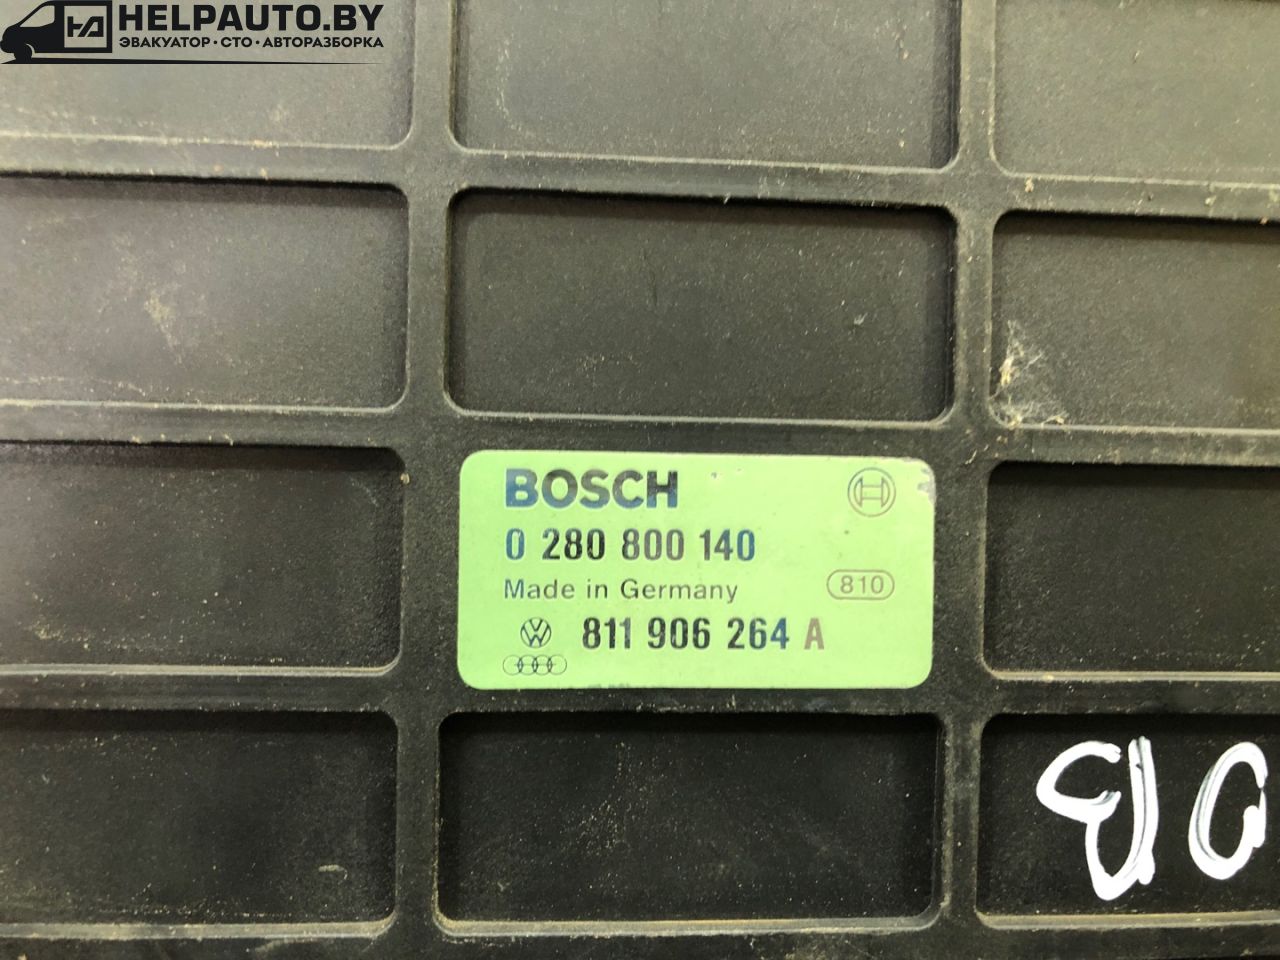 HELPAUTO.BY
ЭВАКУАТОР · СТО · АВТОРАЗБОРКА
BOSCH
0 280 800 140
Made in Germany
810
811 906 264 A